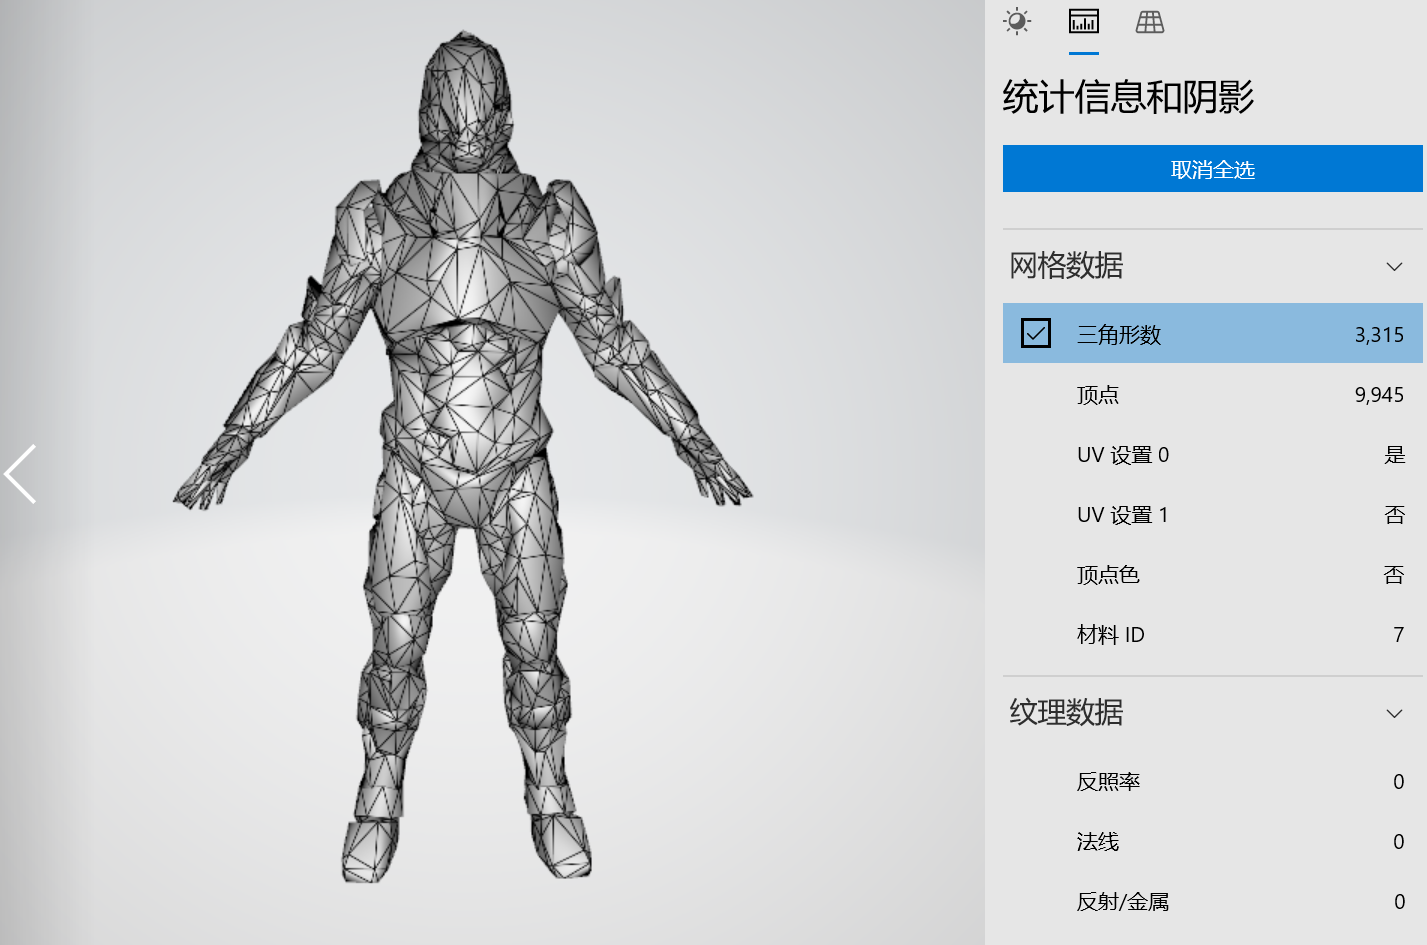 统计信息和阴影
取消全选
网格数据
三角形数 3,315
顶点 9,945
UV 设置 0 是
UV 设置 1 否
顶点色 否
材料 ID 7
纹理数据
反照率 0
法线 0
反射/金属 0